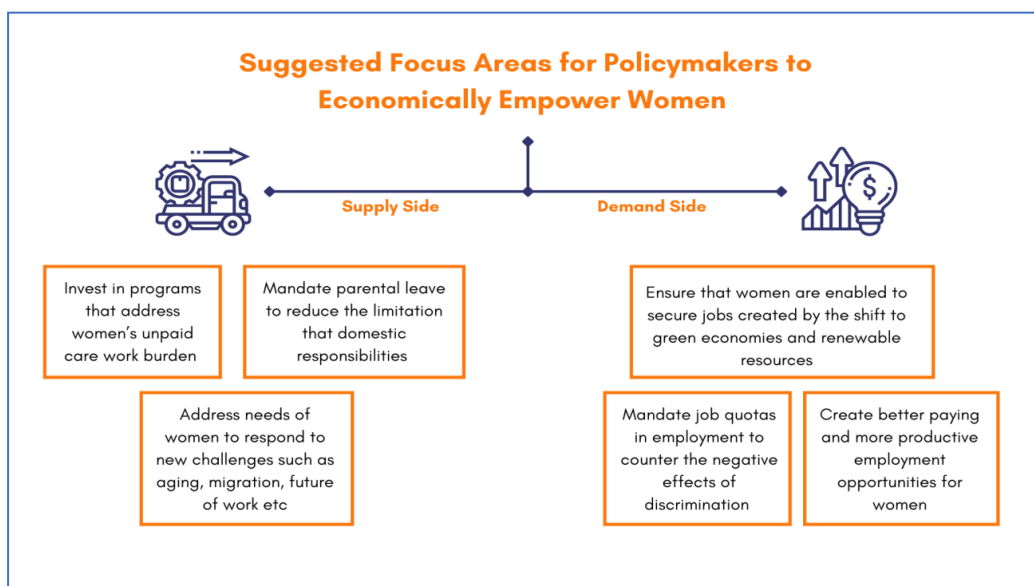 Suggested Focus Areas for Policymakers to
Economically Empower Women
Supply Side
Demand Side
Invest in programs
that address
women's unpaid
care work burden
Mandate parental leave
to reduce the limitation
that domestic
responsibilities
Address needs of
women to respond to
new challenges such as
aging, migration, future
of work etc
Ensure that women are enabled to
secure jobs created by the shift to
green economies and renewable
resources
Mandate job quotas
in employment to
counter the negative
effects of
discrimination
Create better paying
and more productive
employment
opportunities for
women